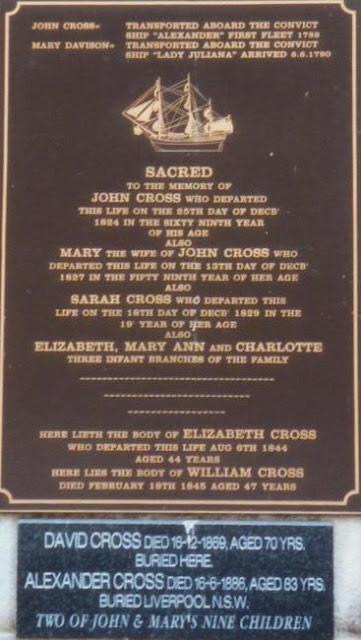 JOHN CROSS= TRANSPORTED ABOARD THE CONVICT
SHIP "ALEXANDER" FIRST FLEET 1788
MARY DAVISON= TRANSPORTED ABOARD THE CONVICT
SHIP "LADY JULIANA" ARRIVED 6.6.1790
SACRED
TO THE MEMORY OF
JOHN CROSS WHO DEPARTED
THIS LIFE ON THE 25TH DAY OF DECBʳ
1824 IN THE SIXTY NINTH YEAR
OF HIS AGE
ALSO
MARY THE WIFE OF JOHN CROSS WHO
DEPARTED THIS LIFE ON THE 13TH DAY OF DECBʳ
1827 IN THE FIFTY NINTH YEAR OF HER AGE
ALSO
SARAH CROSS WHO DEPARTED THIS
LIFE ON THE 18TH DAY OF DECBʳ 1829 IN THE
19' YEAR OF HER AGE
ALSO
ELIZABETH, MARY ANN AND CHARLOTTE
THREE INFANT BRANCHES OF THE FAMILY
HERE LIETH THE BODY OF ELIZABETH CROSS
WHO DEPARTED THIS LIFE AUG 6TH 1844
AGED 44 YEARS
HERE LIES THE BODY OF WILLIAM CROSS
DIED FEBRUARY 19TH 1845 AGED 47 YEARS
DAVID CROSS DIED 16-12-1869, AGED 70 YRS.
BURIED HERE.
ALEXANDER CROSS DIED 16-6-1886, AGED 83 YRS.
BURIED LIVERPOOL N.S.W.
TWO OF JOHN & MARY'S NINE CHILDREN